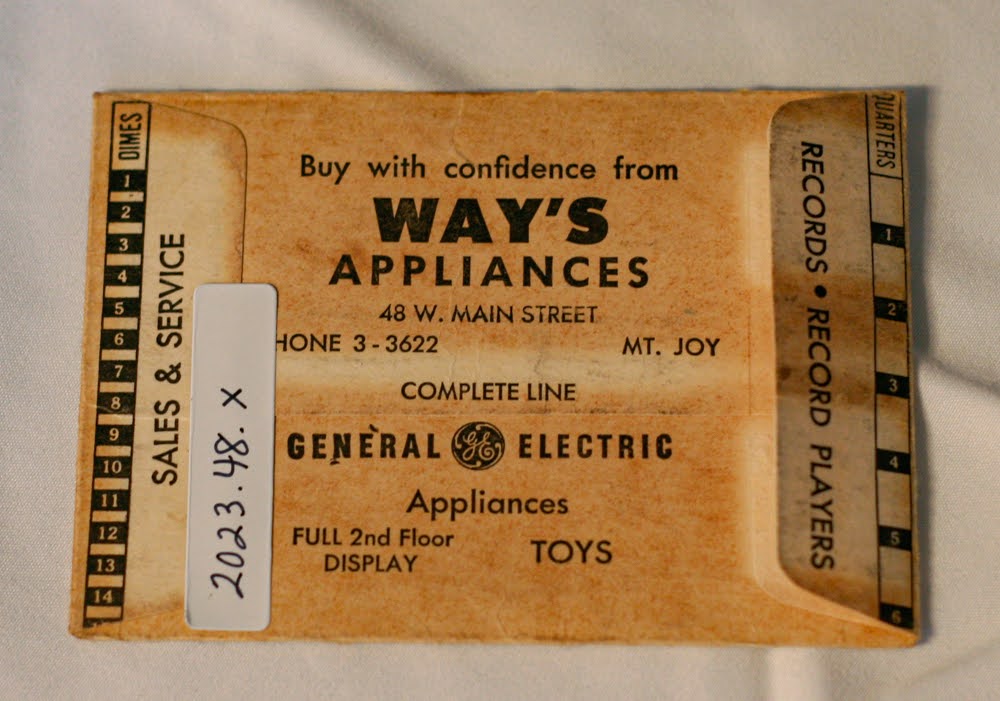 DIMES
1
2
3
4
5
6
7
8
9
10
11
12
13
14
SALES & SERVICE
2023.48.x
Buy with confidence from
WAY'S
APPLIANCES
48 W. MAIN STREET
HONE 3-3622 MT. JOY
COMPLETE LINE
GENERAL GE ELECTRIC
Appliances
FULL 2nd Floor
DISPLAY
TOYS
RECORDS • RECORD PLAYERS
QUARTERS
1
2
3
4
5
6